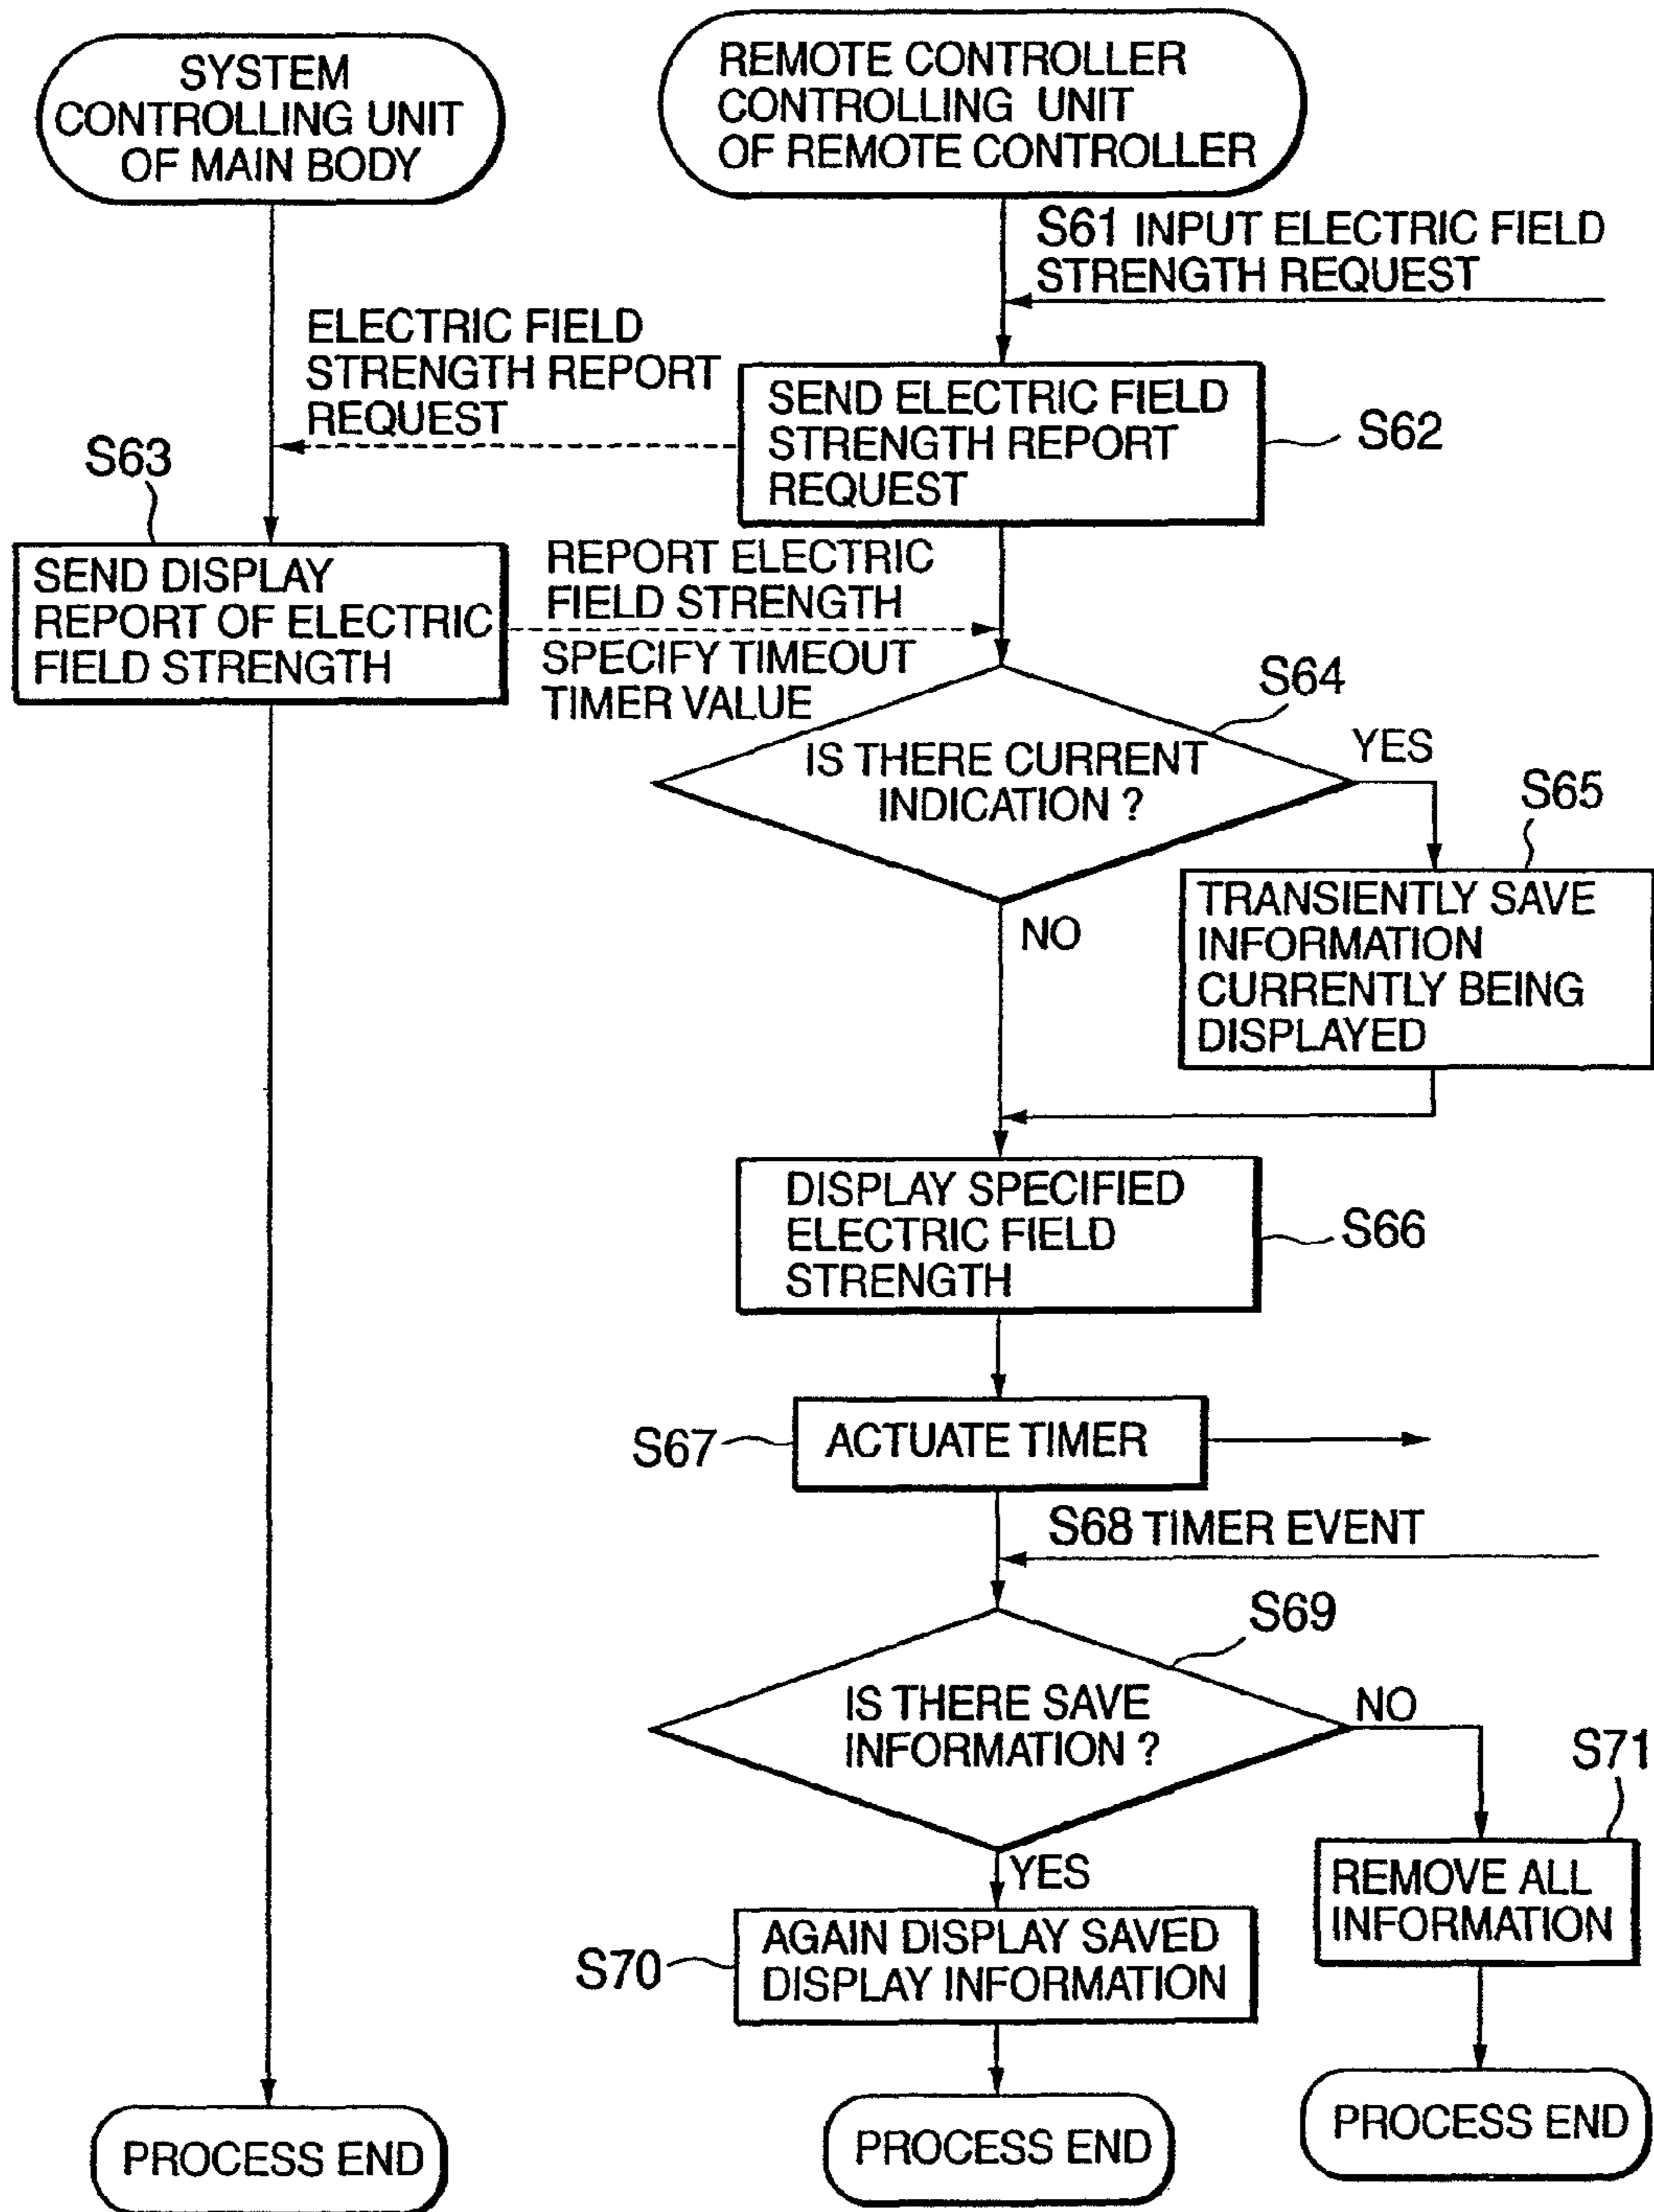 SYSTEM
CONTROLLING UNIT
OF MAIN BODY
REMOTE CONTROLLER
CONTROLLING UNIT
OF REMOTE CONTROLLER
S61 INPUT ELECTRIC FIELD
STRENGTH REQUEST
ELECTRIC FIELD
STRENGTH REPORT
REQUEST
SEND ELECTRIC FIELD
STRENGTH REPORT
REQUEST
S62
S63
SEND DISPLAY
REPORT OF ELECTRIC
FIELD STRENGTH
REPORT ELECTRIC
FIELD STRENGTH
SPECIFY TIMEOUT
TIMER VALUE
S64
IS THERE CURRENT
INDICATION ?
YES
NO
S65
TRANSIENTLY SAVE
INFORMATION
CURRENTLY BEING
DISPLAYED
DISPLAY SPECIFIED
ELECTRIC FIELD
STRENGTH
S66
S67
ACTUATE TIMER
S68 TIMER EVENT
S69
IS THERE SAVE
INFORMATION ?
NO
YES
S71
REMOVE ALL
INFORMATION
S70
AGAIN DISPLAY SAVED
DISPLAY INFORMATION
PROCESS END
PROCESS END
PROCESS END